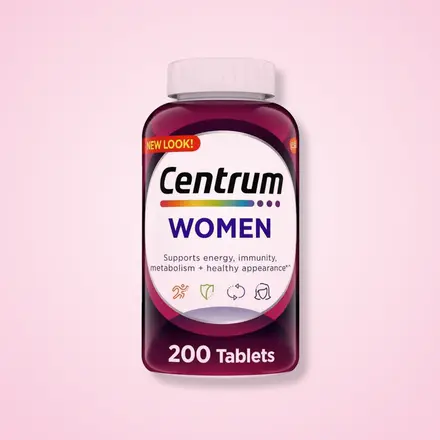 NEW LOOK!
Centrum
WOMEN
Supports energy, immunity,
metabolism + healthy appearance*^
200 Tablets